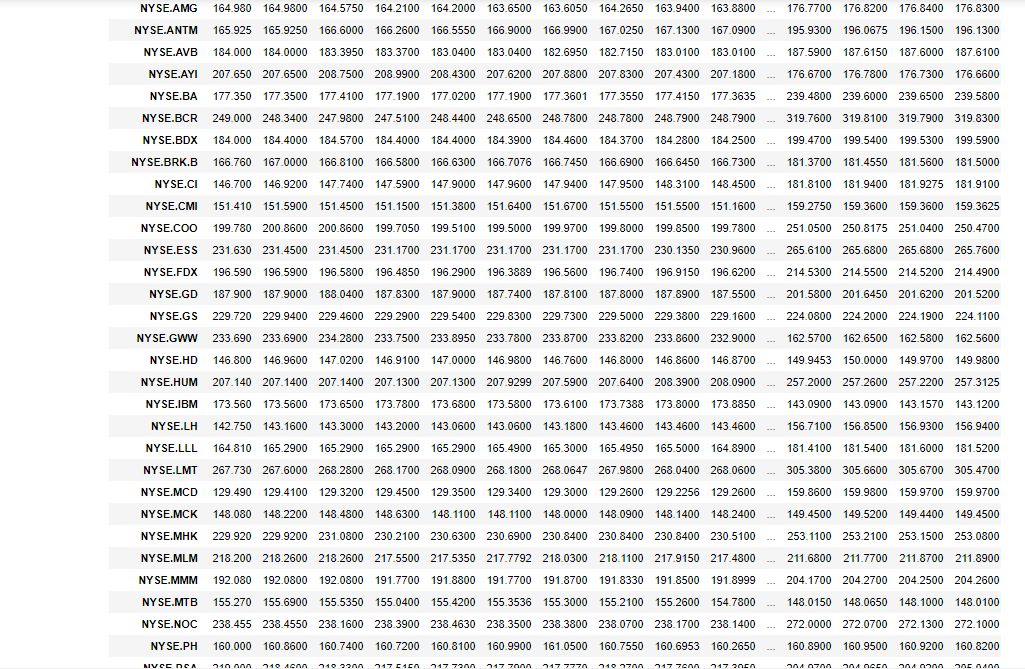 NYSE.AMG 164.980 164.9800 164.5750 164.2100 164.2000 163.6500 163.6050 164.2650 163.9400 163.8800 ... 176.7700 176.8200 176.8400 176.8300
NYSE.ANTM 165.925 165.9250 166.6000 166.2600 166.5550 166.9000 166.9900 167.0250 167.1300 167.0900 ... 195.9300 196.0675 196.1500 196.1300
NYSE.AVB 184.000 184.0000 183.3950 183.3700 183.0400 183.0400 182.6950 182.7150 183.0100 183.0100 ... 187.5900 187.6150 187.6000 187.6100
NYSE.AYI 207.650 207.6500 208.7500 208.9900 208.4300 207.6200 207.8800 207.8300 207.4300 207.1800 ... 176.6700 176.7800 176.7300 176.6600
NYSE.BA 177.350 177.3500 177.4100 177.1900 177.0200 177.1900 177.3601 177.3550 177.4150 177.3635 ... 239.4800 239.6000 239.6500 239.5800
NYSE.BCR 249.000 248.3400 247.9800 247.5100 248.4400 248.6500 248.7800 248.7800 248.7900 248.7900 ... 319.7600 319.8100 319.7900 319.8300
NYSE.BDX 184.000 184.4000 184.5700 184.4000 184.4000 184.3900 184.4600 184.3700 184.2800 184.2500 ... 199.4700 199.5400 199.5300 199.5900
NYSE.BRK.B 166.760 167.0000 166.8100 166.5800 166.6300 166.7076 166.7450 166.6900 166.6450 166.7300 ... 181.3700 181.4550 181.5600 181.5000
NYSE.CI 146.700 146.9200 147.7400 147.5900 147.9000 147.9600 147.9400 147.9500 148.3100 148.4500 ... 181.8100 181.9400 181.9275 181.9100
NYSE.CMI 151.410 151.5900 151.4500 151.1500 151.3800 151.6400 151.6700 151.5500 151.5500 151.1600 ... 159.2750 159.3600 159.3600 159.3625
NYSE.COO 199.780 200.8600 200.8600 199.7050 199.5100 199.5000 199.9700 199.8000 199.8500 199.7800 ... 251.0500 250.8175 251.0400 250.4700
NYSE.ESS 231.630 231.4500 231.4500 231.1700 231.1700 231.1700 231.1700 231.1700 230.1350 230.9600 ... 265.6100 265.6800 265.6800 265.7600
NYSE.FDX 196.590 196.5900 196.5800 196.4850 196.2900 196.3889 196.5600 196.7400 196.9150 196.6200 ... 214.5300 214.5500 214.5200 214.4900
NYSE.GD 187.900 187.9000 188.0400 187.8300 187.9000 187.7400 187.8100 187.8000 187.8900 187.5500 ... 201.5800 201.6450 201.6200 201.5200
NYSE.GS 229.720 229.9400 229.4600 229.2900 229.5400 229.8300 229.7300 229.5000 229.3800 229.1600 ... 224.0800 224.2000 224.1900 224.1100
NYSE.GWW 233.690 233.6900 234.2800 233.7500 233.8950 233.7800 233.8700 233.8200 233.8600 232.9000 ... 162.5700 162.6500 162.5800 162.5600
NYSE.HD 146.800 146.9600 147.0200 146.9100 147.0000 146.9800 146.7600 146.8000 146.8600 146.8700 ... 149.9453 150.0000 149.9700 149.9800
NYSE.HUM 207.140 207.1400 207.1400 207.1300 207.1300 207.9299 207.5900 207.6400 208.3900 208.0900 ... 257.2000 257.2600 257.2200 257.3125
NYSE.IBM 173.560 173.5600 173.6500 173.7800 173.6800 173.5800 173.6100 173.7388 173.8000 173.8850 ... 143.0900 143.0900 143.1570 143.1200
NYSE.LH 142.750 143.1600 143.3000 143.2000 143.0600 143.0600 143.1800 143.4600 143.4600 143.4600 ... 156.7100 156.8500 156.9300 156.9400
NYSE.LLL 164.810 165.2900 165.2900 165.2900 165.2900 165.4900 165.3000 165.4950 165.5000 164.8900 ... 181.4100 181.5400 181.6000 181.5200
NYSE.LMT 267.730 267.6000 268.2800 268.1700 268.0900 268.1800 268.0647 267.9800 268.0400 268.0600 ... 305.3800 305.6600 305.6700 305.4700
NYSE.MCD 129.490 129.4100 129.3200 129.4500 129.3500 129.3400 129.3000 129.2600 129.2256 129.2600 ... 159.8600 159.9800 159.9700 159.9700
NYSE.MCK 148.080 148.2200 148.4800 148.6300 148.1100 148.1100 148.0000 148.0900 148.1400 148.2400 ... 149.4500 149.5200 149.4400 149.4500
NYSE.MHK 229.920 229.9200 231.0800 230.2100 230.6300 230.6900 230.8400 230.8400 230.8400 230.5100 ... 253.1100 253.2100 253.1500 253.0800
NYSE.MLM 218.200 218.2600 218.2600 217.5500 217.5350 217.7792 218.0300 218.1100 217.9150 217.4800 ... 211.6800 211.7700 211.8700 211.8900
NYSE.MMM 192.080 192.0800 192.0800 191.7700 191.8800 191.7700 191.8700 191.8330 191.8500 191.8999 ... 204.1700 204.2700 204.2500 204.2600
NYSE.MTB 155.270 155.6900 155.5350 155.0400 155.4200 155.3536 155.3000 155.2100 155.2600 154.7800 ... 148.0150 148.0650 148.1000 148.0100
NYSE.NOC 238.455 238.4550 238.1600 238.3900 238.4630 238.3500 238.3800 238.0700 238.1700 238.1400 ... 272.0000 272.0700 272.1300 272.1000
NYSE.PH 160.000 160.8600 160.7400 160.7200 160.8100 160.9900 161.0500 160.7550 160.6953 160.2650 ... 160.8900 160.9500 160.9200 160.8200